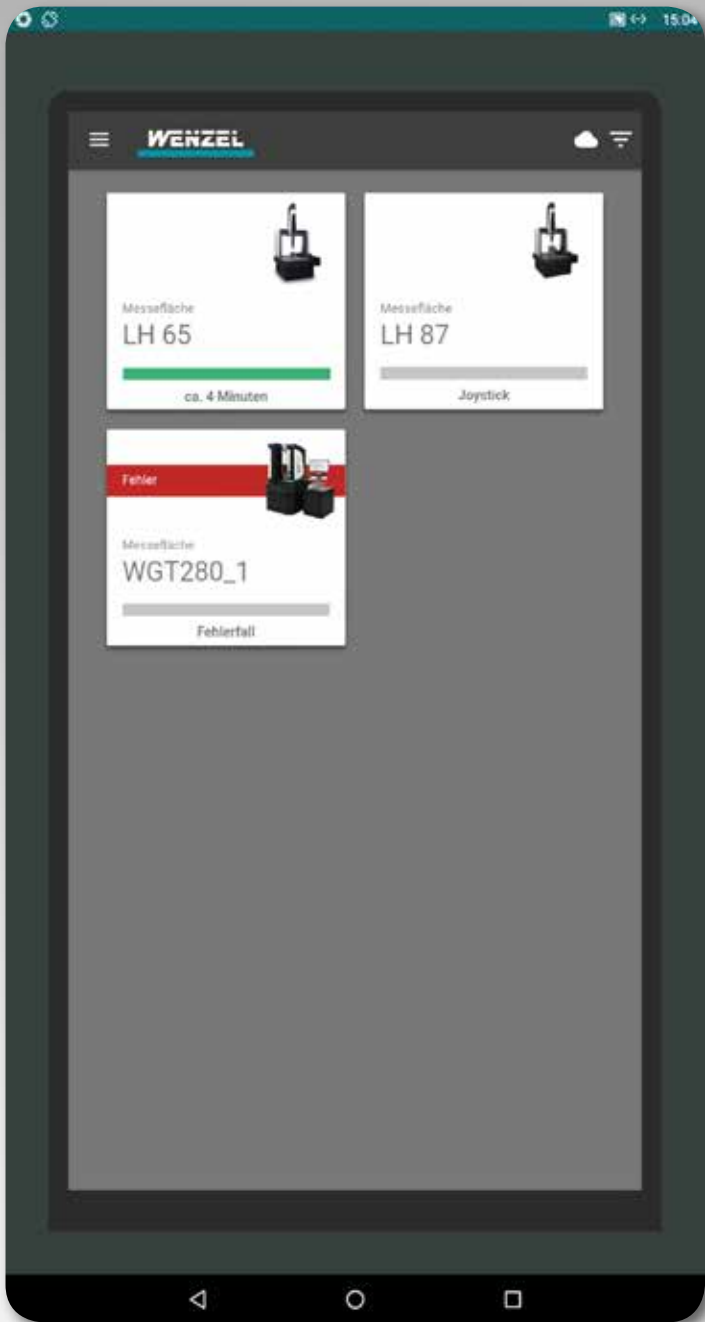 15:04
WENZEL
Messefläche
LH 65
ca. 4 Minuten
Messefläche
LH 87
Joystick
Fehler
Messefläche
WGT280_1
Fehlerfall